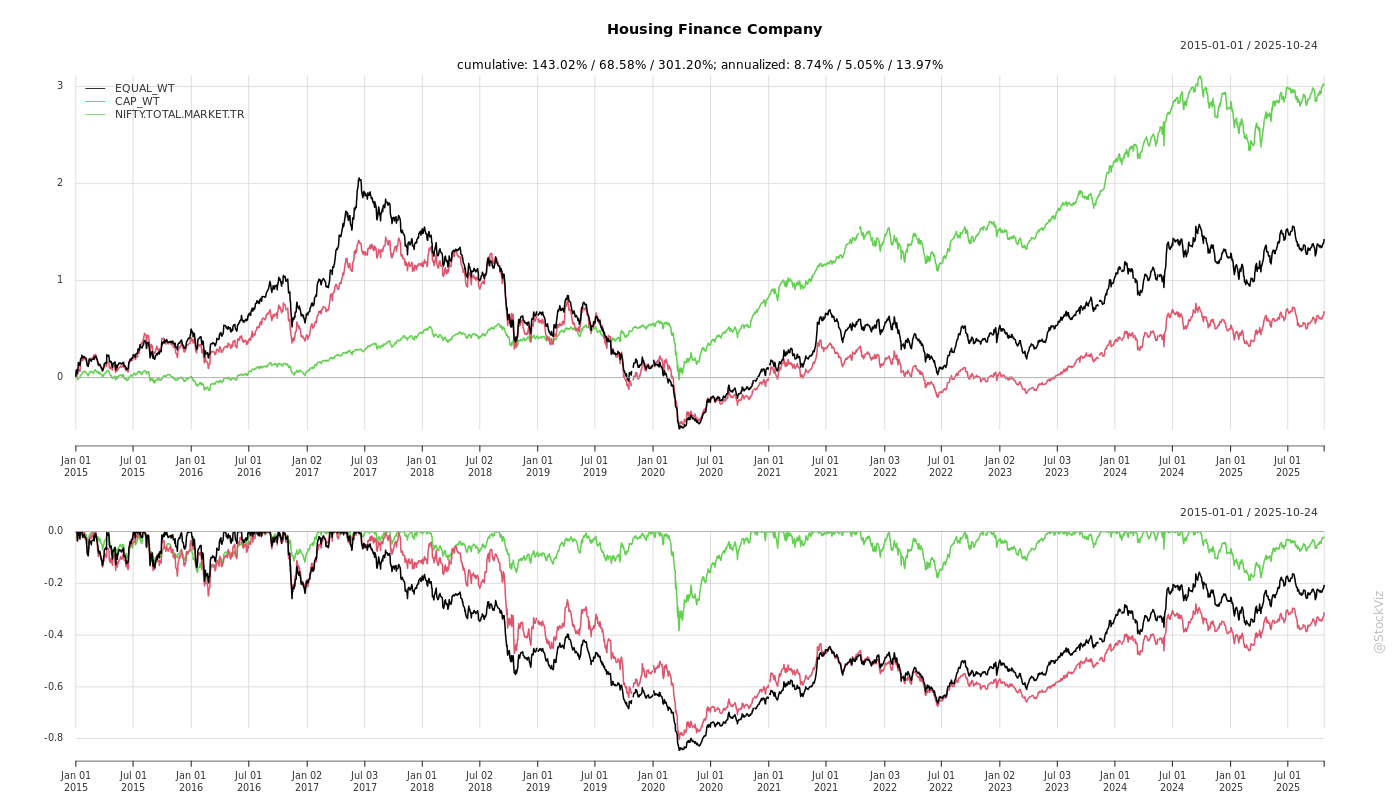 Housing Finance Company
2015-01-01 / 2025-10-24
cumulative: 143.02% / 68.58% / 301.20%; annualized: 8.74% / 5.05% / 13.97%
EQUAL_WT
CAP_WT
NIFTY.TOTAL.MARKET.TR
3
2
1
0
Jan 01 Jul 01 Jan 01 Jul 01 Jan 02 Jul 03 Jan 01 Jul 02 Jan 01 Jul 01 Jan 01 Jul 01 Jan 01 Jul 01 Jan 03 Jul 01 Jan 02 Jul 03 Jan 01 Jul 01 Jan 01 Jul 01
2015 2015 2016 2016 2017 2017 2018 2018 2019 2019 2020 2020 2021 2021 2022 2022 2023 2023 2024 2024 2025 2025
2015-01-01 / 2025-10-24
0.0
-0.2
-0.4
-0.6
-0.8
Jan 01 Jul 01 Jan 01 Jul 01 Jan 02 Jul 03 Jan 01 Jul 02 Jan 01 Jul 01 Jan 01 Jul 01 Jan 01 Jul 01 Jan 03 Jul 01 Jan 02 Jul 03 Jan 01 Jul 01 Jan 01 Jul 01
2015 2015 2016 2016 2017 2017 2018 2018 2019 2019 2020 2020 2021 2021 2022 2022 2023 2023 2024 2024 2025 2025
@StockViz